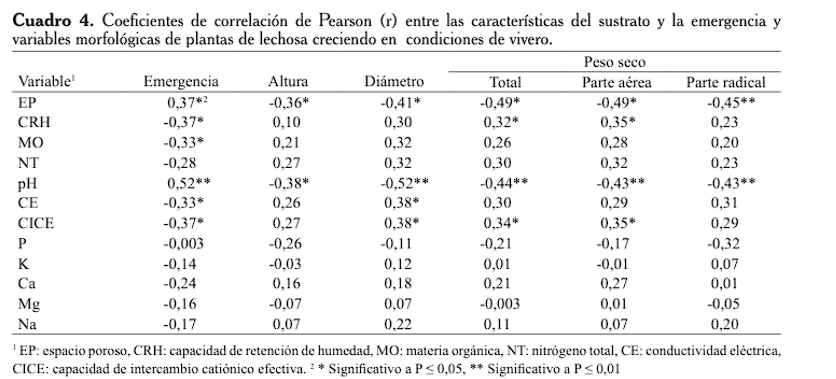 Cuadro 4. Coeficientes de correlación de Pearson (r) entre las características del sustrato y la emergencia y
variables morfológicas de plantas de lechosa creciendo en condiciones de vivero.
Peso seco
Variable¹ Emergencia Altura Diámetro Total Parte aérea Parte radical
EP 0,37*² -0,36* -0,41* -0,49* -0,49* -0,45**
CRH -0,37* 0,10 0,30 0,32* 0,35* 0,23
MO -0,33* 0,21 0,32 0,26 0,28 0,20
NT -0,28 0,27 0,32 0,30 0,32 0,23
pH 0,52** -0,38* -0,52** -0,44** -0,43** -0,43**
CE -0,33* 0,26 0,38* 0,30 0,29 0,31
CICE -0,37* 0,27 0,38* 0,34* 0,35* 0,29
P -0,003 -0,26 -0,11 -0,21 -0,17 -0,32
K -0,14 -0,03 0,12 0,01 -0,01 0,07
Ca -0,24 0,16 0,18 0,21 0,27 0,01
Mg -0,16 -0,07 0,07 -0,003 0,01 -0,05
Na -0,17 0,07 0,22 0,11 0,07 0,20
¹ EP: espacio poroso, CRH: capacidad de retención de humedad, MO: materia orgánica, NT: nitrógeno total, CE: conductividad eléctrica,
CICE: capacidad de intercambio catiónico efectiva. ² * Significativo a P ≤ 0,05, ** Significativo a P ≤ 0,01